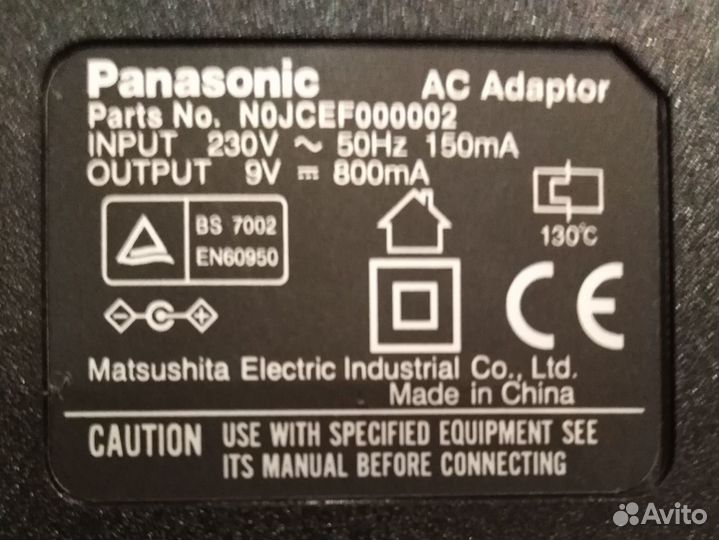 Panasonic AC Adaptor
Parts No. N0JCEF000002
INPUT 230V ~ 50Hz 150mA
OUTPUT 9V ⎓ 800mA
BS 7002
EN60950
130℃
CE
Matsushita Electric Industrial Co., Ltd.
Made in China
CAUTION USE WITH SPECIFIED EQUIPMENT SEE
ITS MANUAL BEFORE CONNECTING
Avito